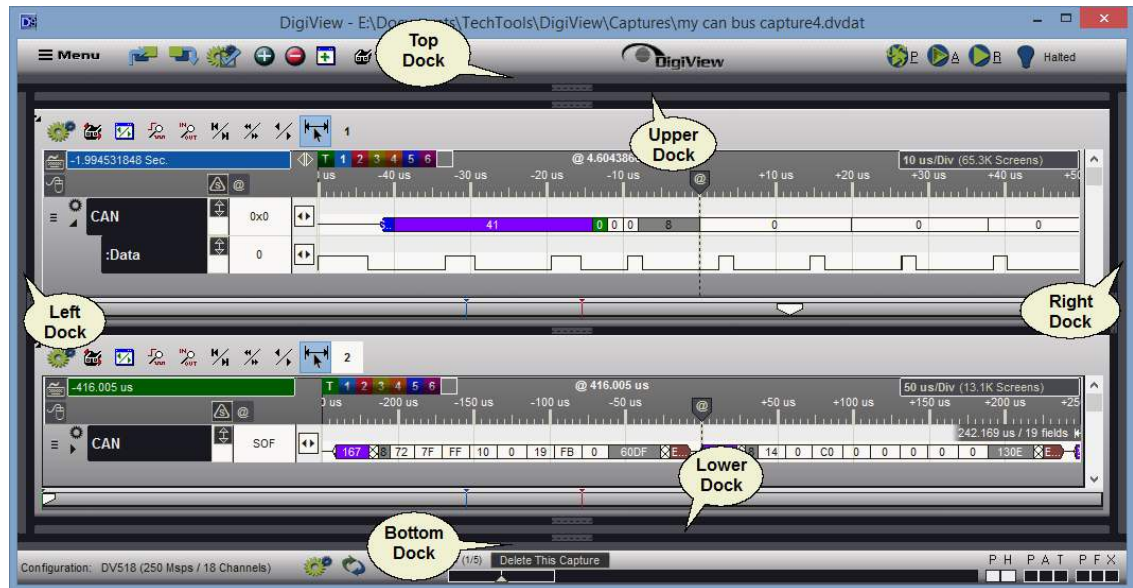 DigiView - E:\Documents\TechTools\DigiView\Captures\my can bus capture4.dvdat
Top Dock
Menu
DigiView
P A R Halted
Upper Dock
1
-1.994531848 Sec.
T 1 2 3 4 5 6
10 us/Div (65.3K Screens)
us -40 us -30 us -20 us -10 us @ +10 us +20 us +30 us +40 us
@
CAN 0x0
41 0 0 0 8 0 0 0
:Data 0
Left Dock
Right Dock
2
-416.005 us
T 1 2 3 4 5 6
@ 416.005 us
50 us/Div (13.1K Screens)
us -200 us -150 us -100 us -50 us @ +50 us +100 us +150 us +200 us
@
242.169 us / 19 fields
CAN SOF
167 8 72 7F FF 10 0 19 FB 0 60DF E... 14 0 C0 0 0 0 0 0 130E E...
Lower Dock
Bottom Dock
Configuration: DV518 (250 Msps / 18 Channels)
(1/5) Delete This Capture
P H P A T P F X